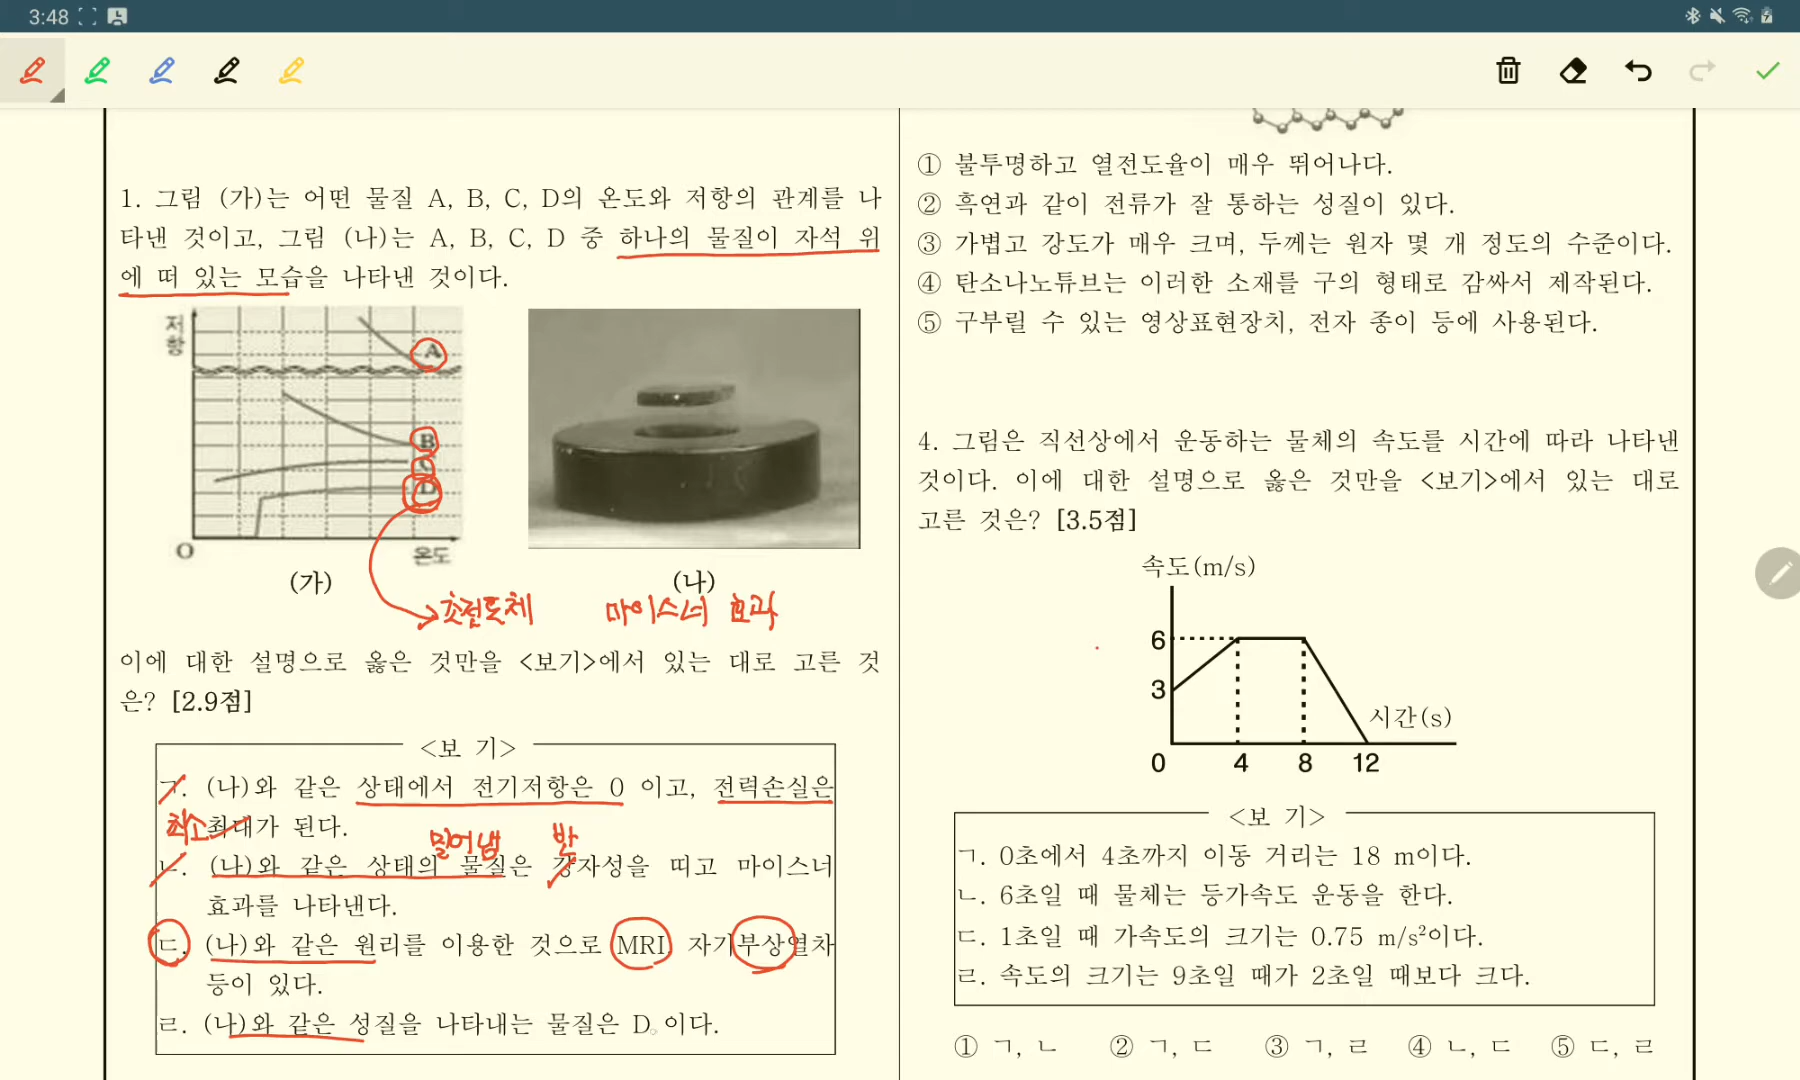 3:48
1. 그림 (가)는 어떤 물질 A, B, C, D의 온도와 저항의 관계를 나
타낸 것이고, 그림 (나)는 A, B, C, D 중 하나의 물질이 자석 위
에 떠 있는 모습을 나타낸 것이다.
저항
A
B
C
D
O
온도
(가)
(나)
초전도체
마이스너 효과
이에 대한 설명으로 옳은 것만을 <보기>에서 있는 대로 고른 것
은? [2.9점]
<보 기>
ㄱ. (나)와 같은 상태에서 전기저항은 0 이고, 전력손실은
최소
최대가 된다.
밀어냄
반
ㄴ. (나)와 같은 상태의 물질은 강자성을 띠고 마이스너
효과를 나타낸다.
ㄷ. (나)와 같은 원리를 이용한 것으로 MRI, 자기부상열차
등이 있다.
ㄹ. (나)와 같은 성질을 나타내는 물질은 D 이다.
① 불투명하고 열전도율이 매우 뛰어나다.
② 흑연과 같이 전류가 잘 통하는 성질이 있다.
③ 가볍고 강도가 매우 크며, 두께는 원자 몇 개 정도의 수준이다.
④ 탄소나노튜브는 이러한 소재를 구의 형태로 감싸서 제작된다.
⑤ 구부릴 수 있는 영상표현장치, 전자 종이 등에 사용된다.
4. 그림은 직선상에서 운동하는 물체의 속도를 시간에 따라 나타낸
것이다. 이에 대한 설명으로 옳은 것만을 <보기>에서 있는 대로
고른 것은? [3.5점]
속도(m/s)
6
3
시간(s)
0 4 8 12
<보 기>
ㄱ. 0초에서 4초까지 이동 거리는 18 m이다.
ㄴ. 6초일 때 물체는 등가속도 운동을 한다.
ㄷ. 1초일 때 가속도의 크기는 0.75 m/s²이다.
ㄹ. 속도의 크기는 9초일 때가 2초일 때보다 크다.
① ㄱ, ㄴ ② ㄱ, ㄷ ③ ㄱ, ㄹ ④ ㄴ, ㄷ ⑤ ㄷ, ㄹ